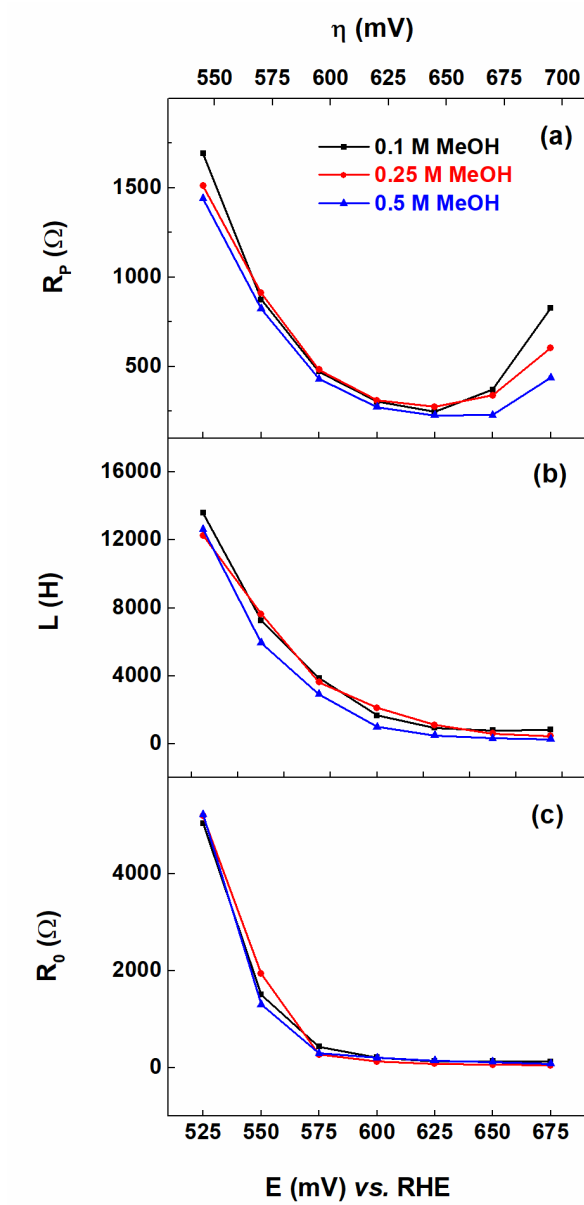 η (mV)
550 575 600 625 650 675 700
(a)
0.1 M MeOH
0.25 M MeOH
0.5 M MeOH
1500
1000
500
R_P (Ω)
(b)
16000
12000
8000
4000
0
L (H)
(c)
4000
2000
0
R_0 (Ω)
525 550 575 600 625 650 675
E (mV) vs. RHE